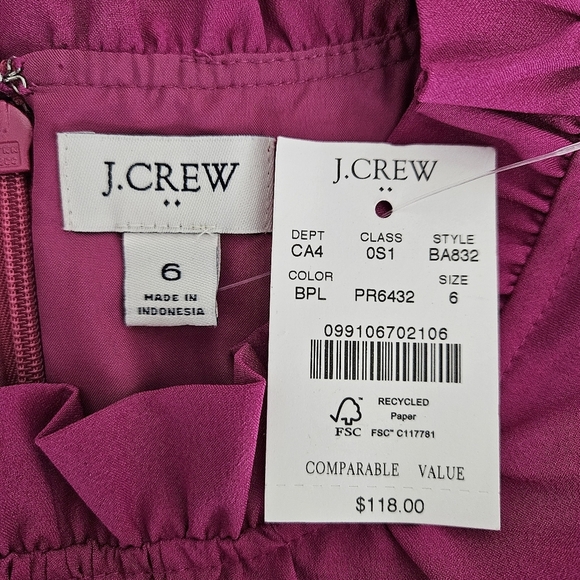 J.CREW
6
MADE IN
INDONESIA
J.CREW
DEPT CLASS STYLE
CA4 0S1 BA832
COLOR SIZE
BPL PR6432 6
099106702106
RECYCLED
Paper
FSC FSC™ C117781
COMPARABLE VALUE
$118.00